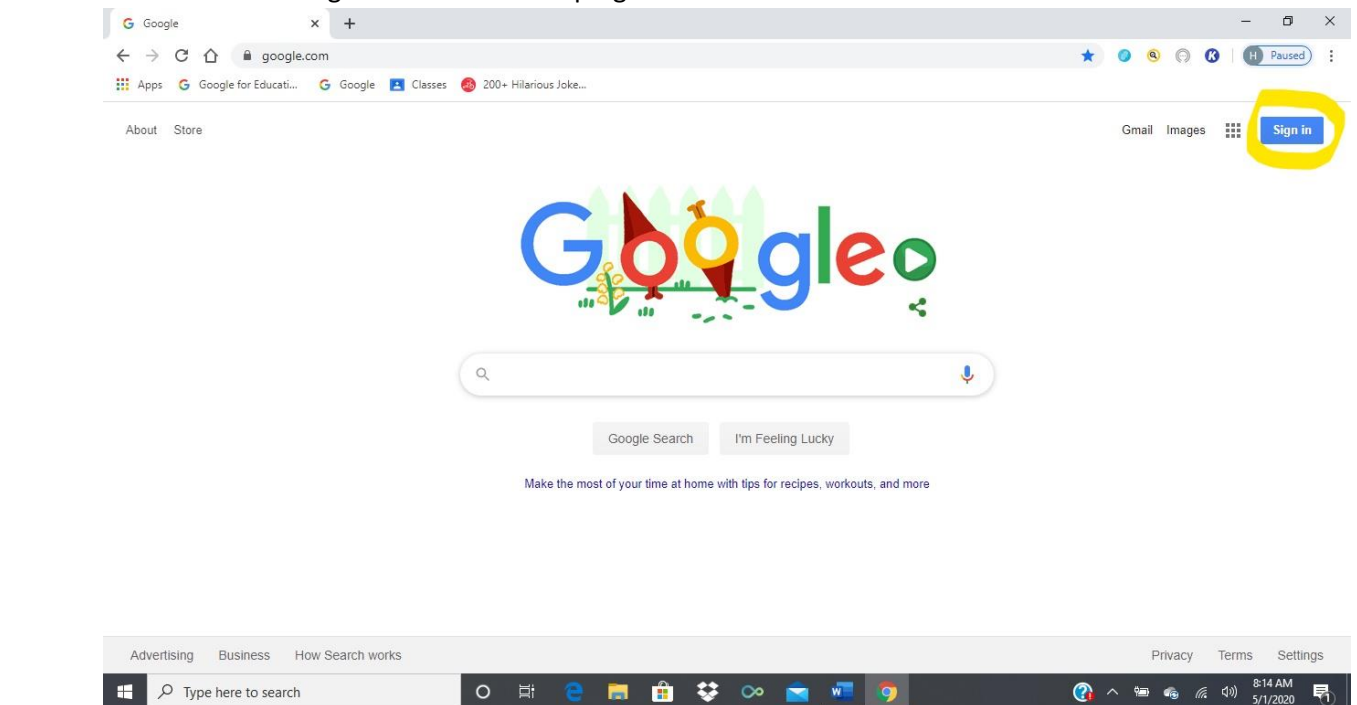 Google
google.com
H Paused
Apps Google for Educati... Google Classes 200+ Hilarious Joke...
About Store
Gmail Images Sign in
Google
Google Search I'm Feeling Lucky
Make the most of your time at home with tips for recipes, workouts, and more
Advertising Business How Search works
Privacy Terms Settings
Type here to search
8:14 AM
5/1/2020